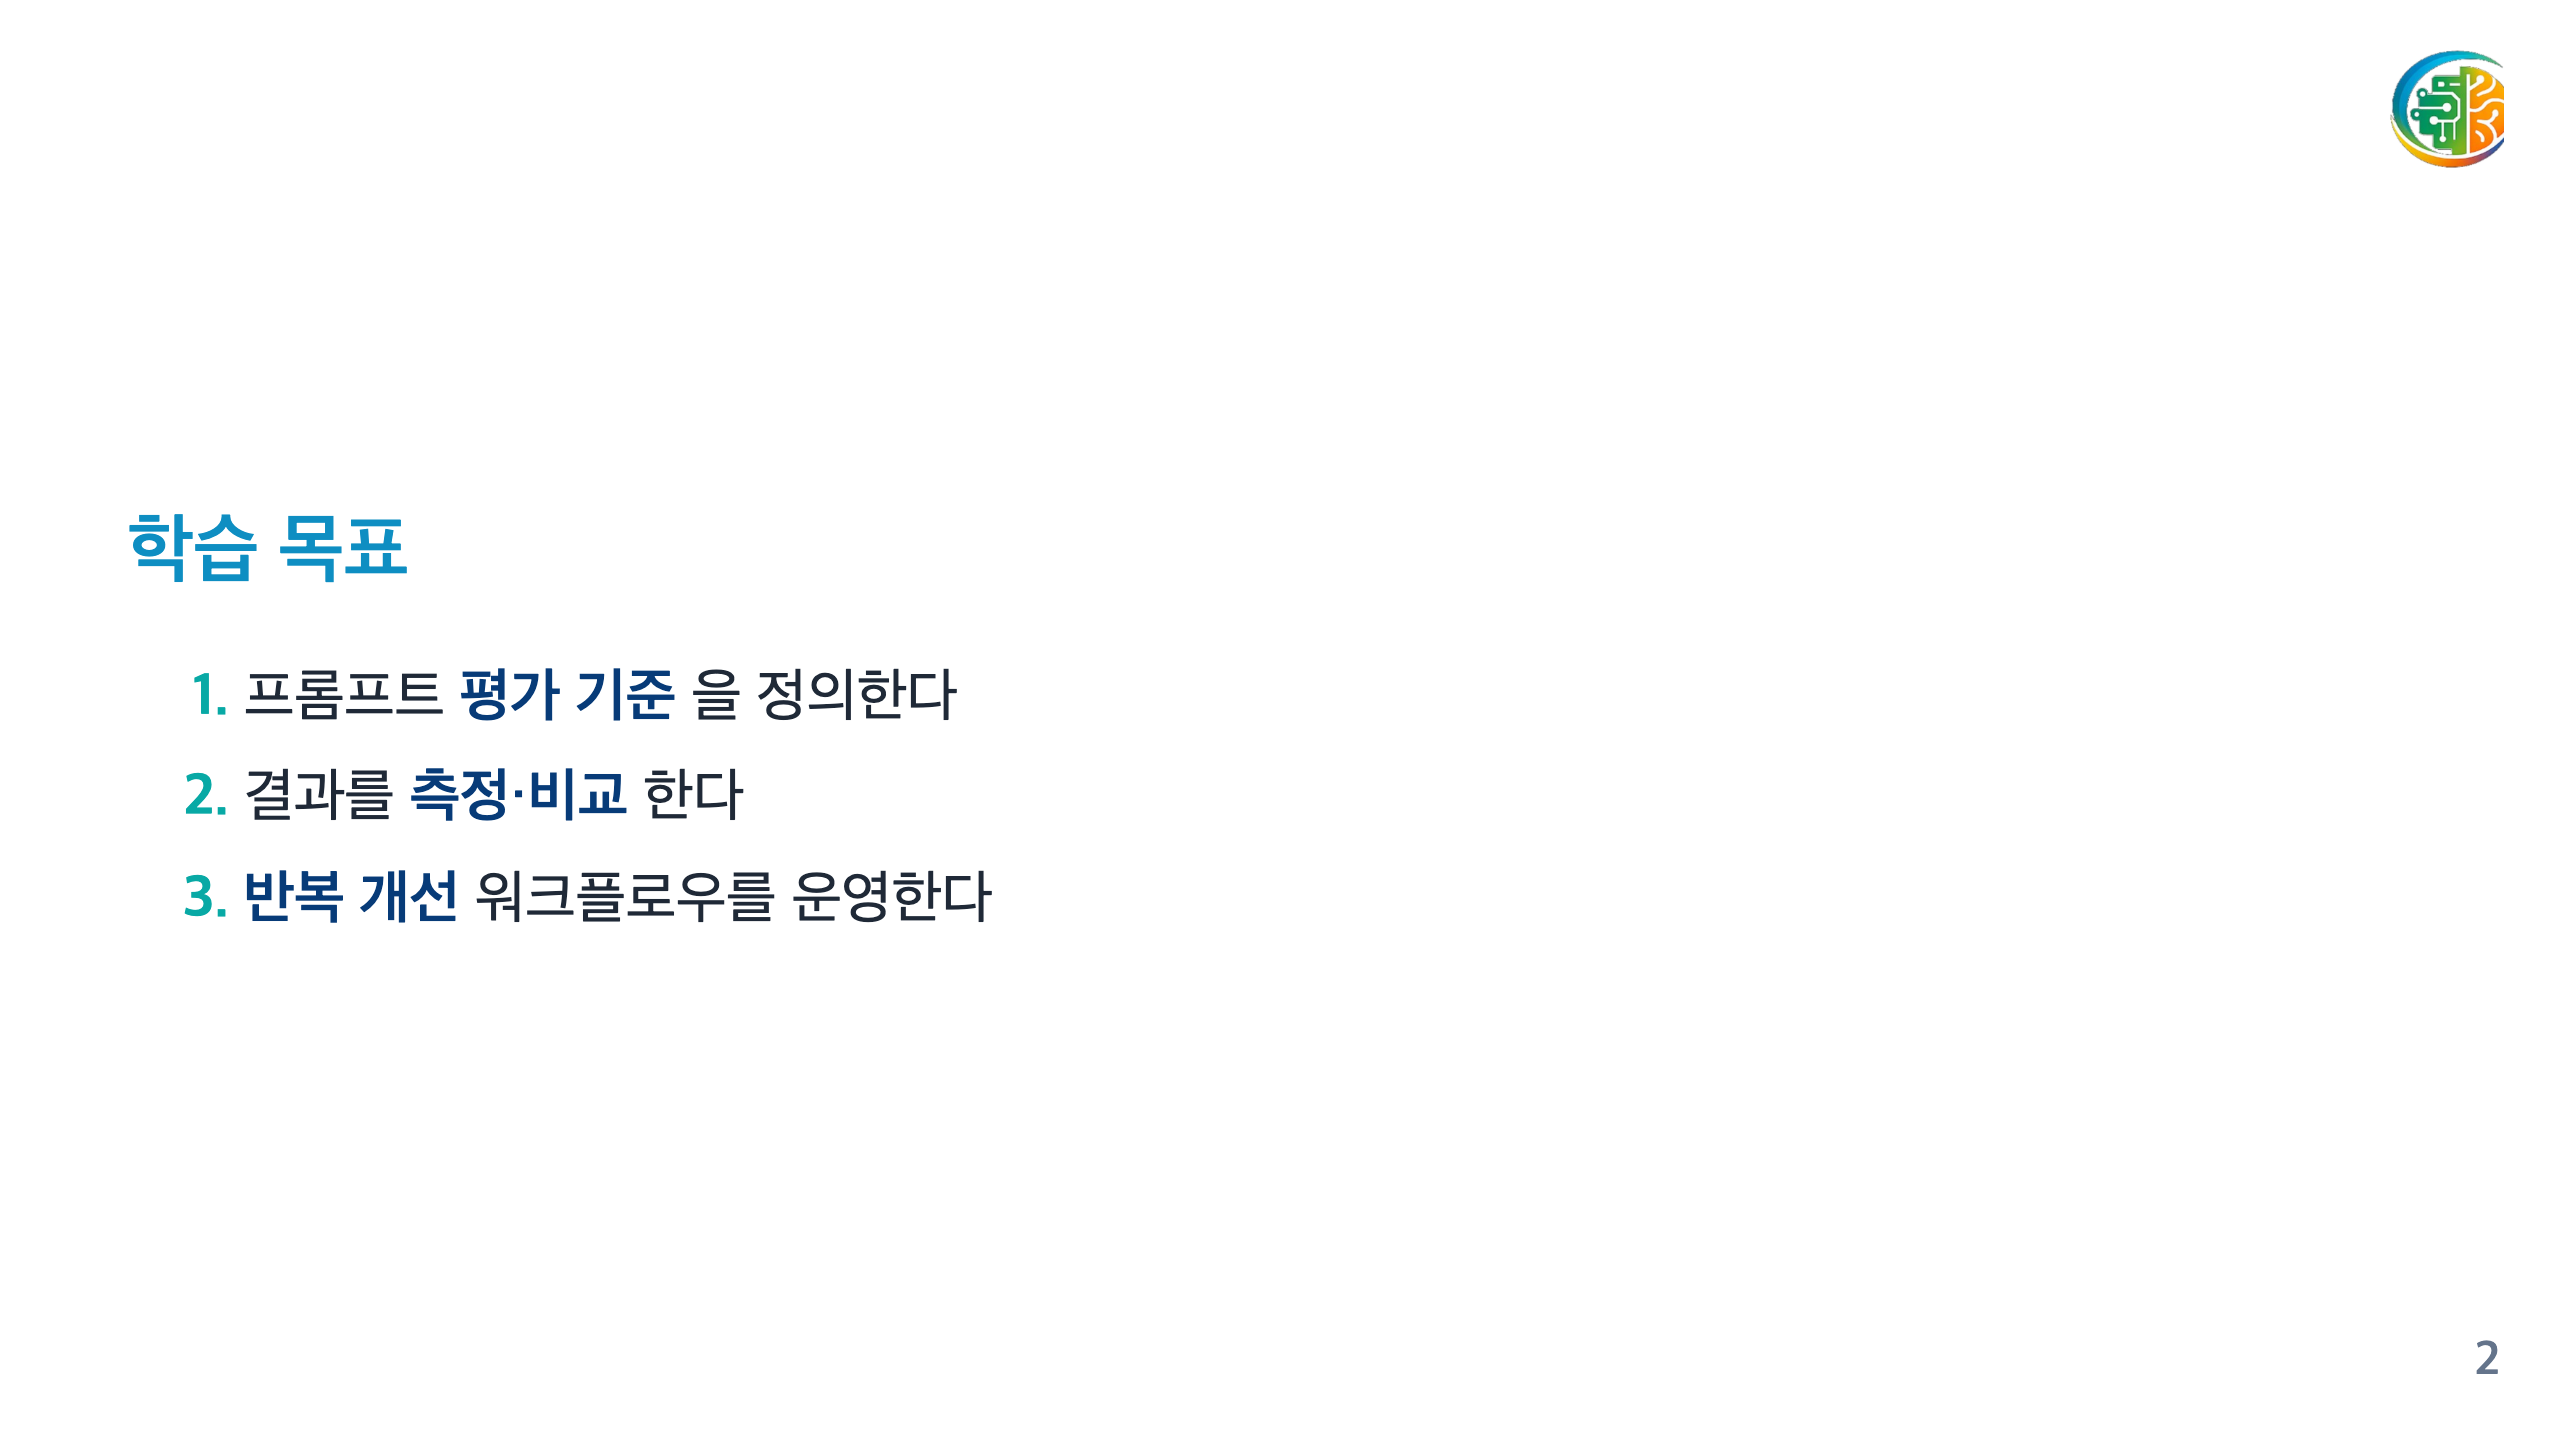 학습 목표
1. 프롬프트 평가 기준 을 정의한다
2. 결과를 측정·비교 한다
3. 반복 개선 워크플로우를 운영한다
2